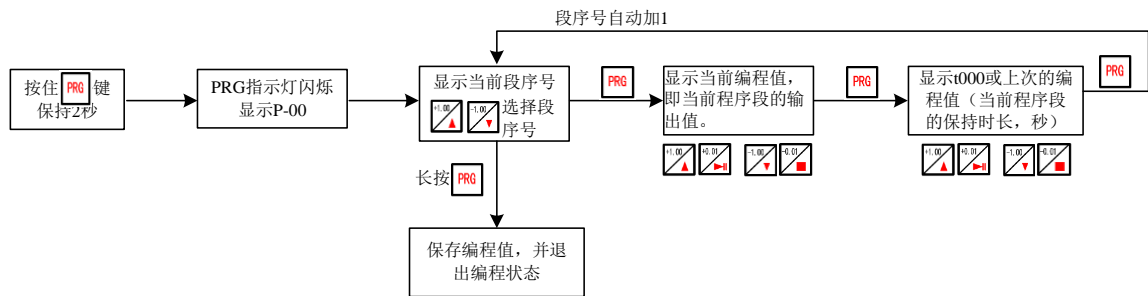 段序号自动加1
按住 PRG 键
保持2秒
PRG指示灯闪烁
显示P-00
显示当前段序号
+1.00 -1.00 选择段
序号
PRG
显示当前编程值,
即当前程序段的输
出值。
+1.00 +0.01 -1.00 -0.01
PRG
显示t000或上次的编
程值（当前程序段
的保持时长，秒）
+1.00 +0.01 -1.00 -0.01
PRG
长按 PRG
保存编程值，并退
出编程状态